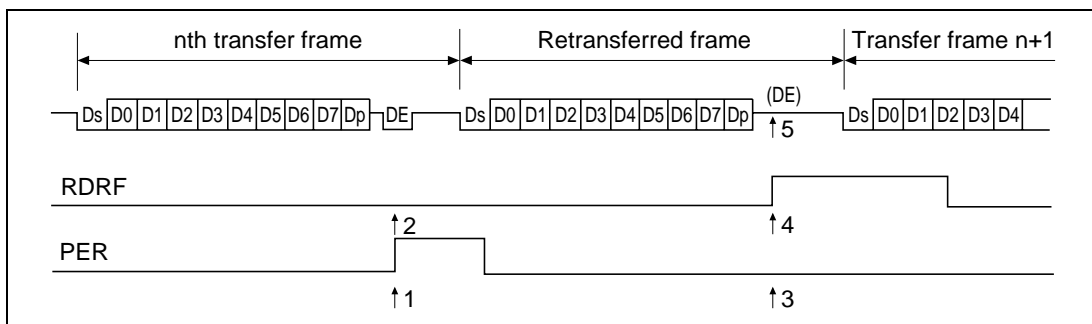 nth transfer frame Retransferred frame Transfer frame n+1
(DE)
Ds D0 D1 D2 D3 D4 D5 D6 D7 Dp DE Ds D0 D1 D2 D3 D4 D5 D6 D7 Dp Ds D0 D1 D2 D3 D4
5
RDRF
2 4
PER
1 3